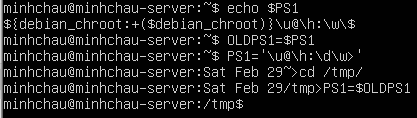 minhchau@minhchau-server:~$ echo $PS1
${debian_chroot:+($debian_chroot)}\u@\h:\w\$
minhchau@minhchau-server:~$ OLDPS1=$PS1
minhchau@minhchau-server:~$ PS1='\u@\h:\d\w>'
minhchau@minhchau-server:Sat Feb 29~>cd /tmp/
minhchau@minhchau-server:Sat Feb 29/tmp>PS1=$OLDPS1
minhchau@minhchau-server:/tmp$